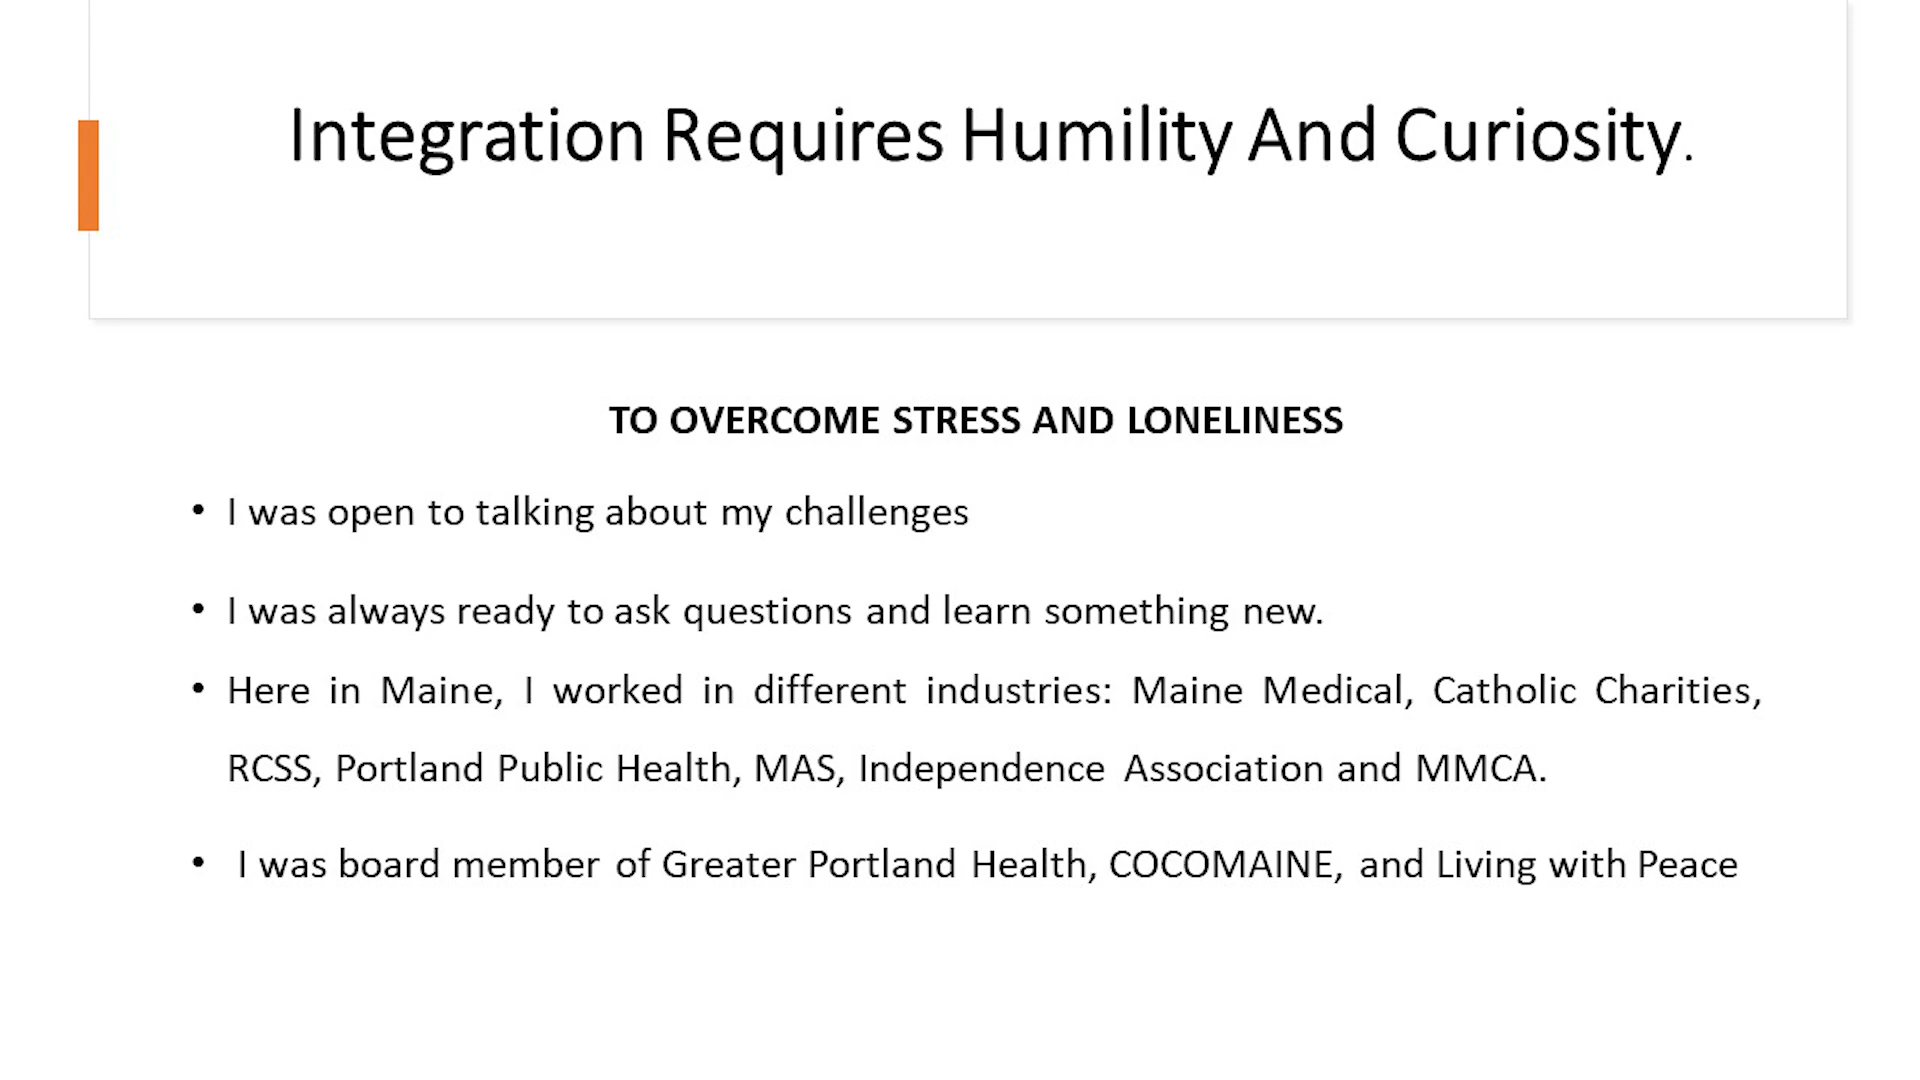 Integration Requires Humility And Curiosity.
TO OVERCOME STRESS AND LONELINESS
• I was open to talking about my challenges
• I was always ready to ask questions and learn something new.
• Here in Maine, I worked in different industries: Maine Medical, Catholic Charities,
RCSS, Portland Public Health, MAS, Independence Association and MMCA.
• I was board member of Greater Portland Health, COCOMAINE, and Living with Peace